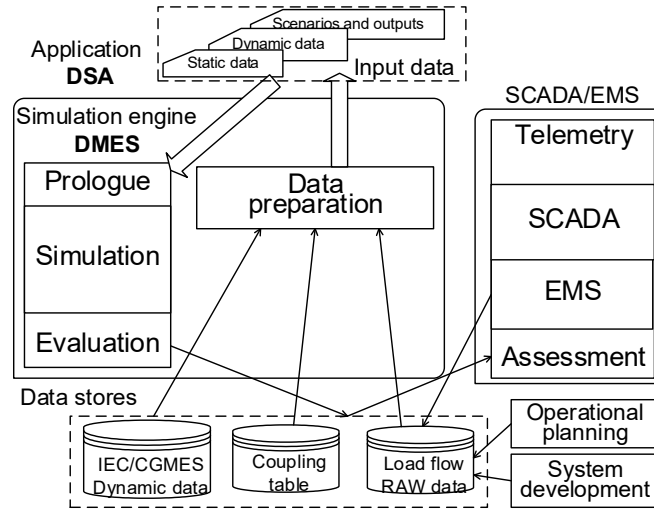 Scenarios and outputs
Dynamic data
Static data
Input data
Application
DSA
Simulation engine
DMES
Prologue
Simulation
Evaluation
Data
preparation
SCADA/EMS
Telemetry
SCADA
EMS
Assessment
Data stores
IEC/CGMES
Dynamic data
Coupling
table
Load flow
RAW data
Operational
planning
System
development